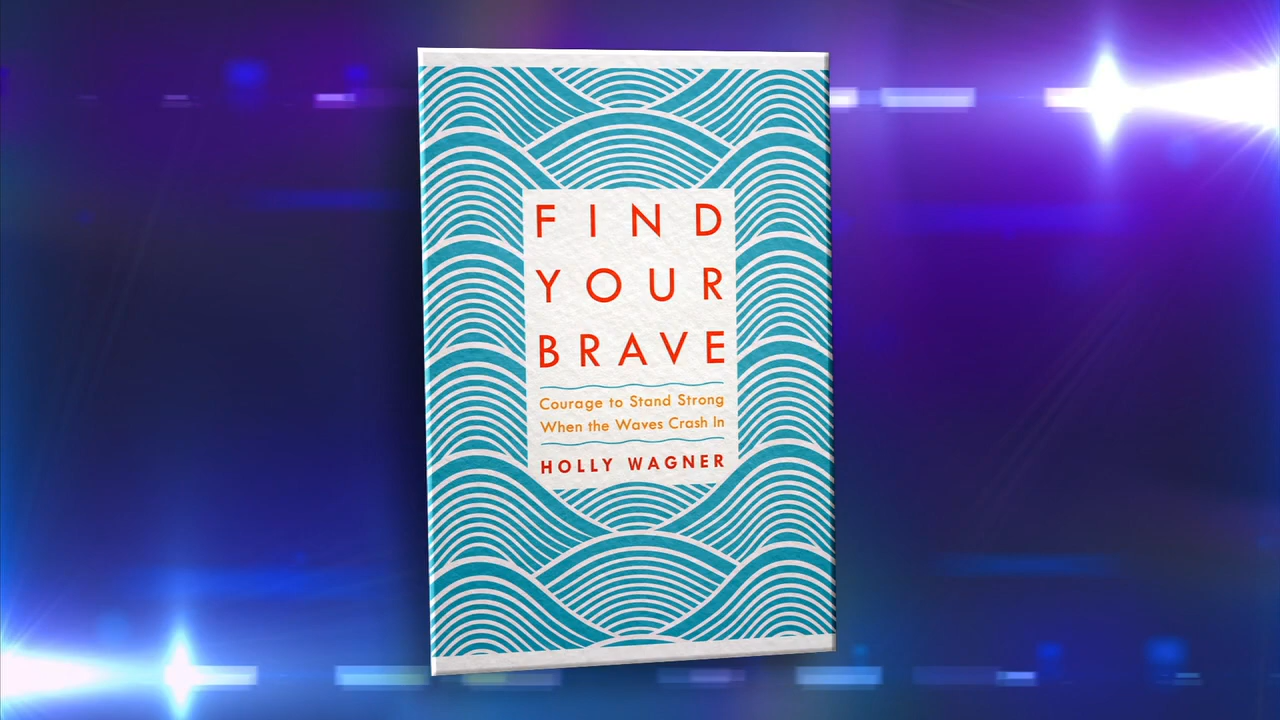 FIND
YOUR
BRAVE
Courage to Stand Strong
When the Waves Crash In
HOLLY WAGNER